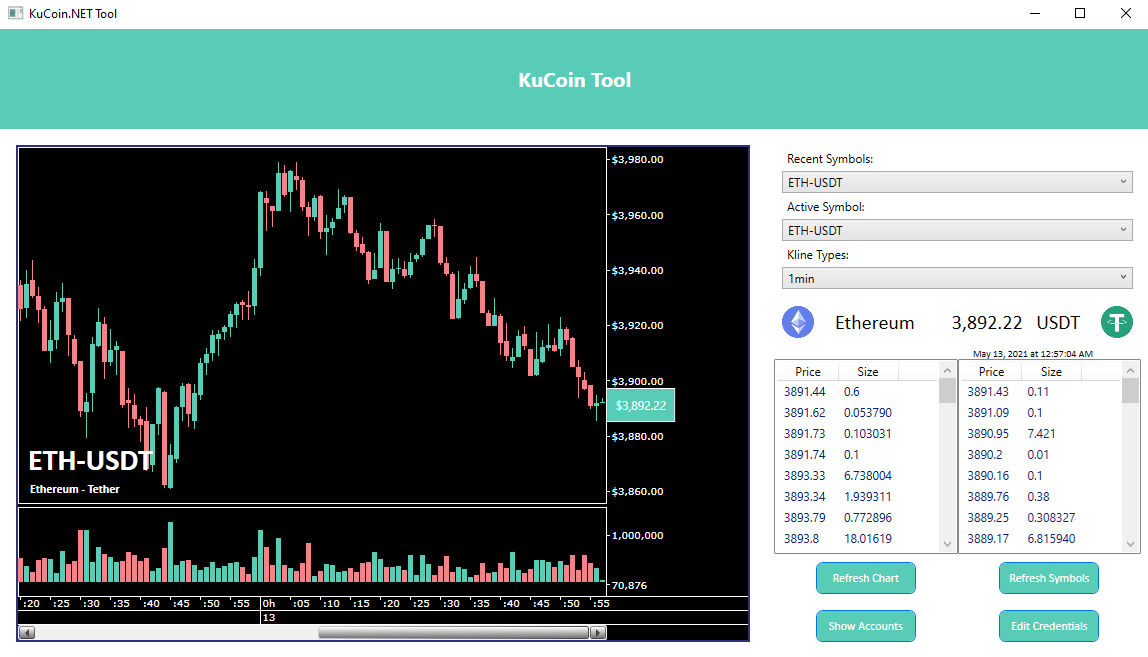 KuCoin.NET Tool
KuCoin Tool
$3,980.00
$3,960.00
$3,940.00
$3,920.00
$3,900.00
$3,892.22
$3,880.00
$3,860.00
ETH-USDT
Ethereum - Tether
1,000,000
70,876
:20 :25 :30 :35 :40 :45 :50 :55 0h :05 :10 :15 :20 :25 :30 :35 :40 :45 :50 :55
13
Recent Symbols:
ETH-USDT
Active Symbol:
ETH-USDT
Kline Types:
1min
Ethereum 3,892.22 USDT
May 13, 2021 at 12:57:04 AM
Price Size Price Size
3891.44 0.6 3891.43 0.11
3891.62 0.053790 3891.09 0.1
3891.73 0.103031 3890.95 7.421
3891.74 0.1 3890.2 0.01
3893.33 6.738004 3890.16 0.1
3893.34 1.939311 3889.76 0.38
3893.79 0.772896 3889.25 0.308327
3893.8 18.01619 3889.17 6.815940
Refresh Chart Refresh Symbols
Show Accounts Edit Credentials